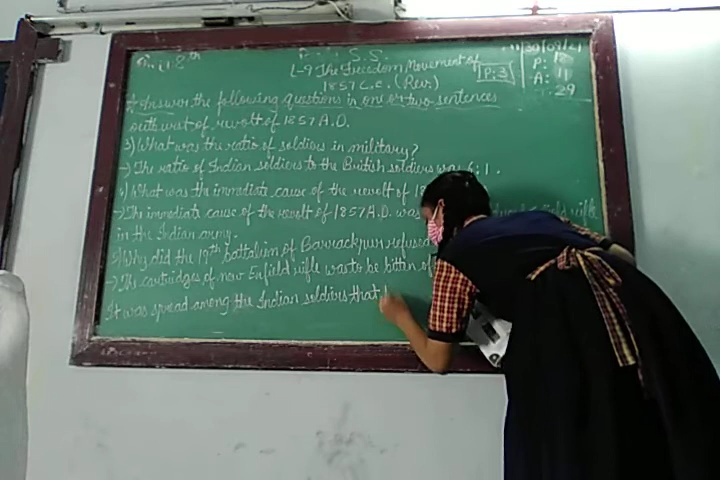 8th
S.S.
30/09/21
L-9 The Freedom Movement of
P. 3
P: 18
1857 C.E. (Rev.)
A: 11
T: 29
Answer the following questions in one or two sentences
outburst of revolt of 1857 A.D.
3) What was the ratio of soldiers in military?
→) The ratio of Indian soldiers to the British soldiers was 6:1.
4) What was the immediate cause of the revolt of 18
→) The immediate cause of the revolt of 1857 A.D. was rifle
in the Indian army.
5) Why did the 19th battalion of Barrackpur refused
→) The cartridges of new Enfield rifle was to be bitten of
It was spread among the Indian soldiers that